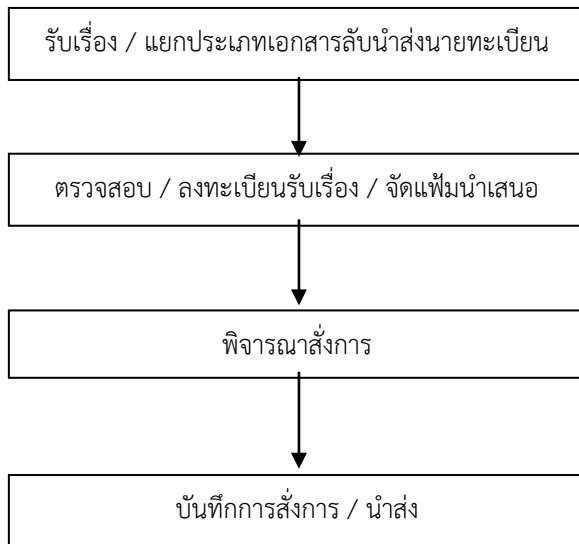 รับเรื่อง / แยกประเภทเอกสารลับนำส่งนายทะเบียน
ตรวจสอบ / ลงทะเบียนรับเรื่อง / จัดแฟ้มนำเสนอ
พิจารณาสั่งการ
บันทึกการสั่งการ / นำส่ง